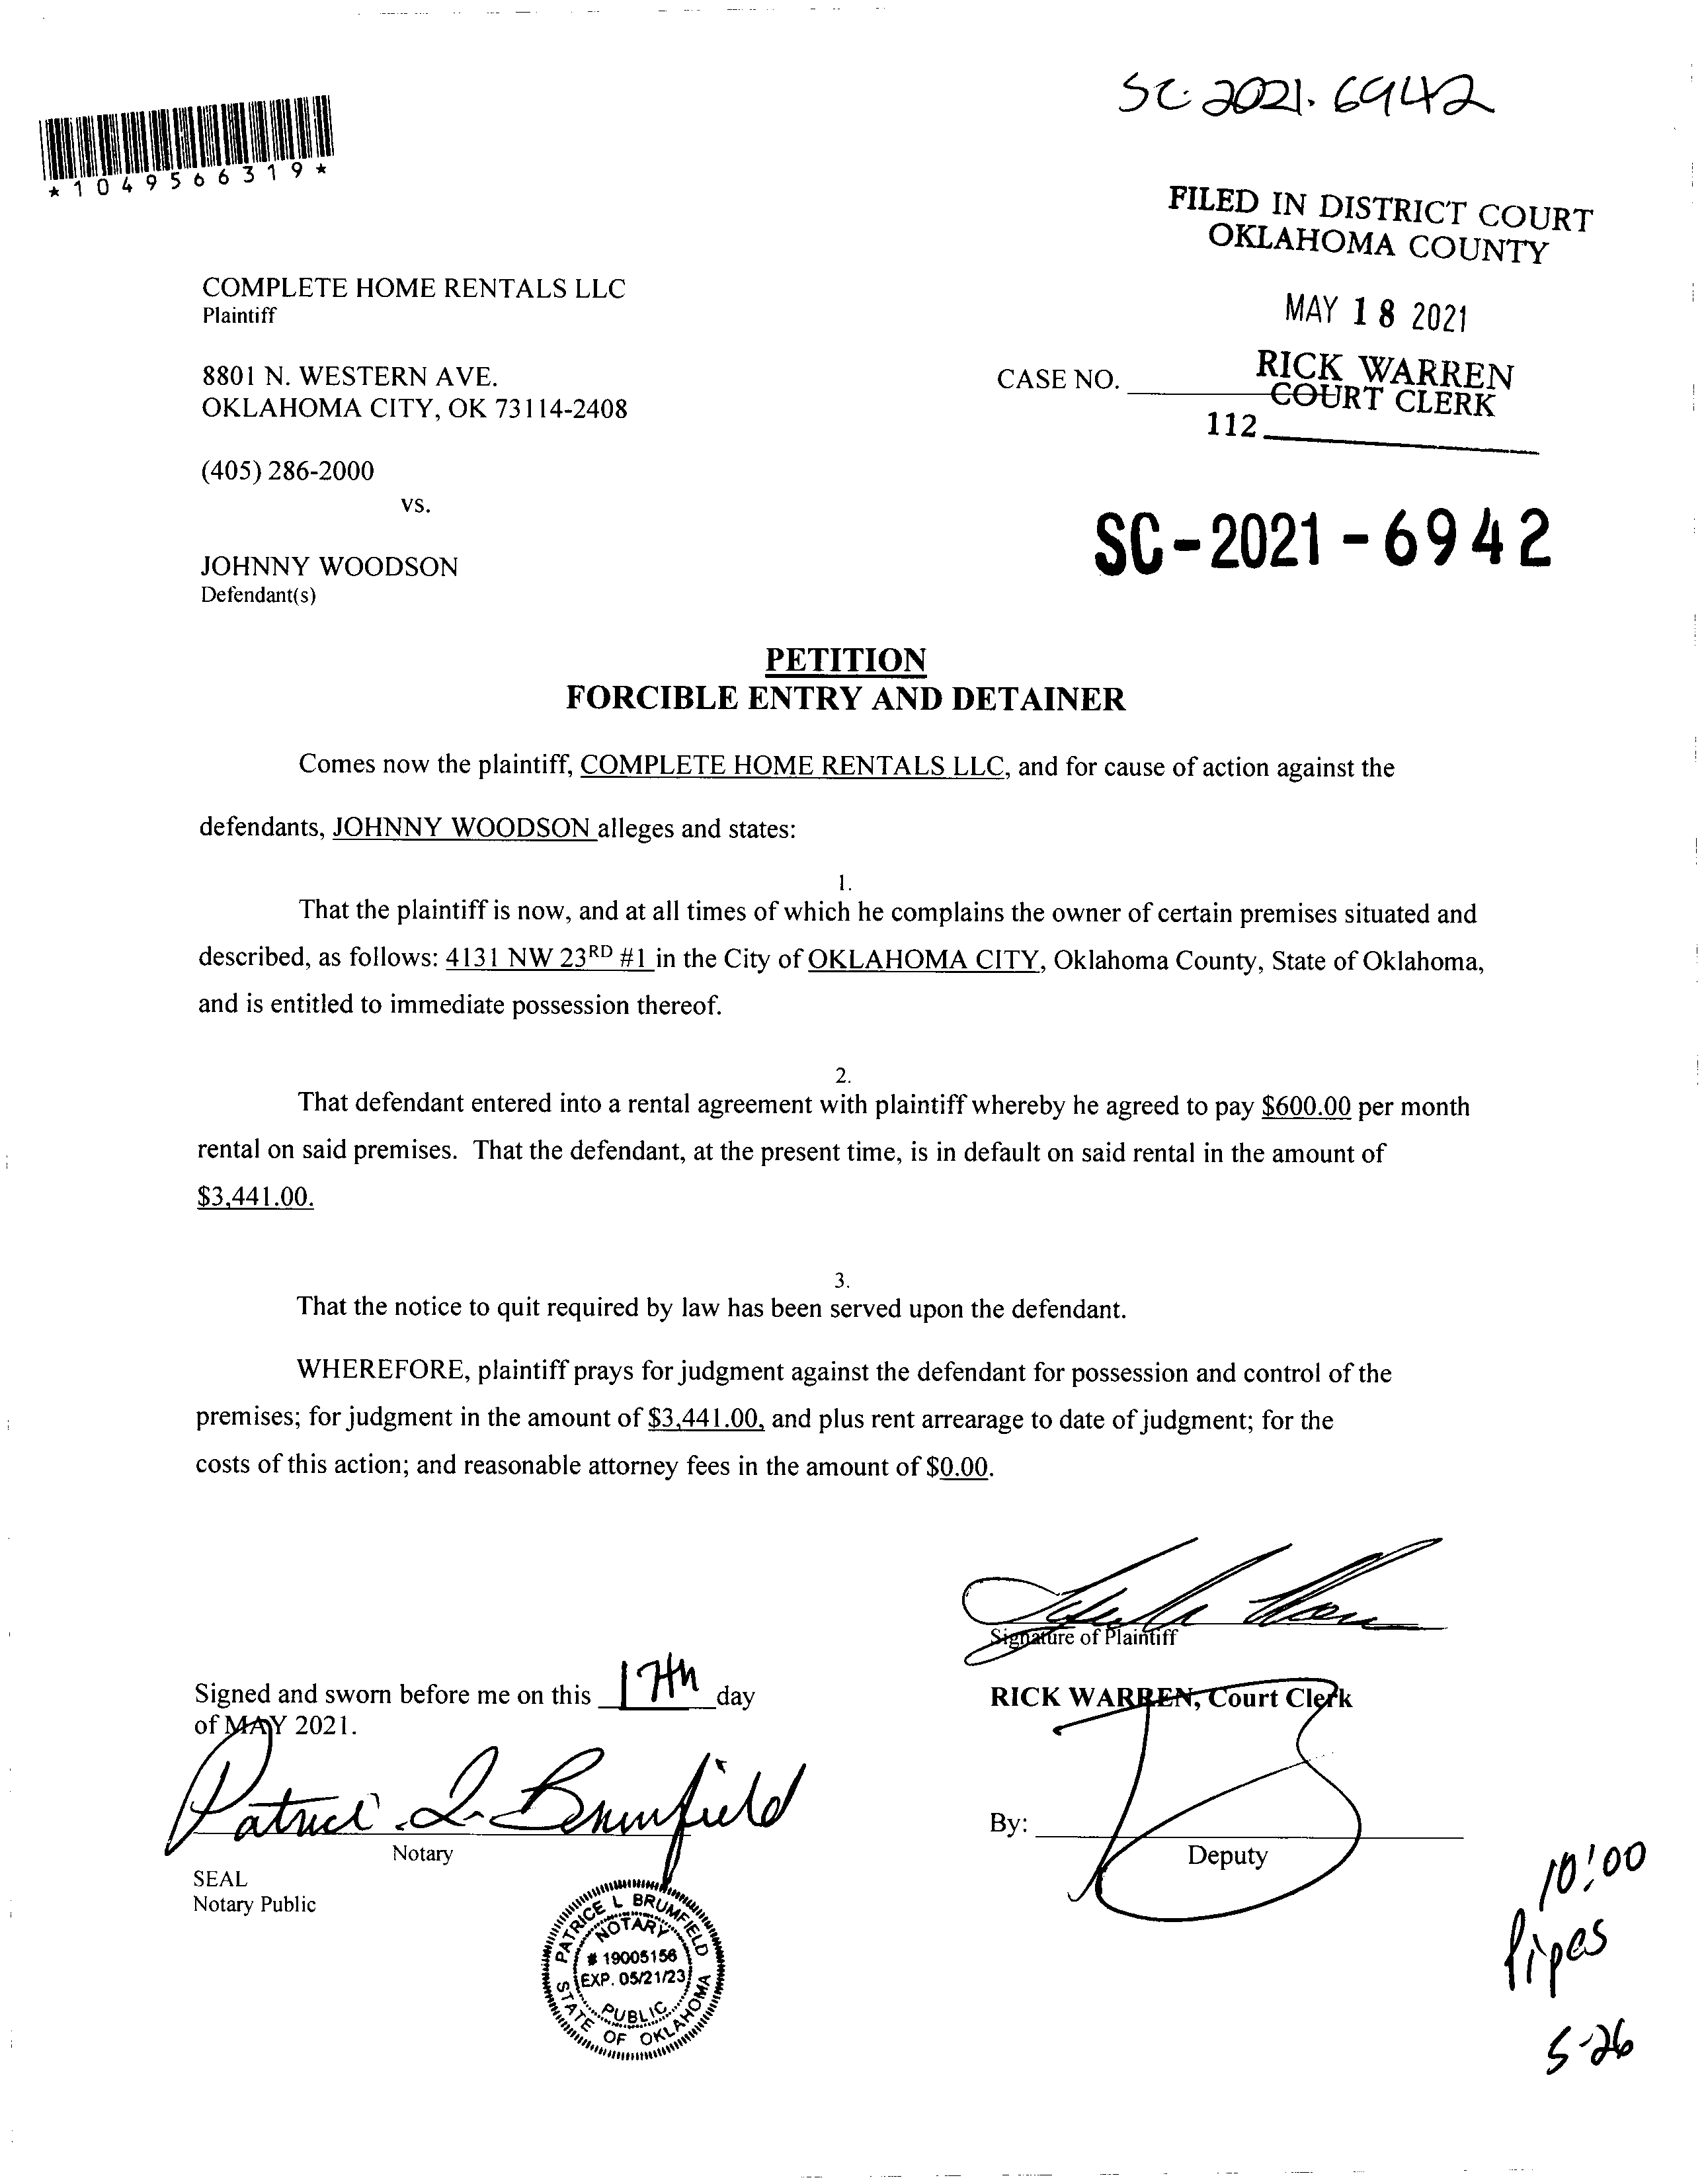 SC-2021-6942
*1049566319*
FILED IN DISTRICT COURT
OKLAHOMA COUNTY
MAY 18 2021
RICK WARREN
COURT CLERK
112
COMPLETE HOME RENTALS LLC
Plaintiff
8801 N. WESTERN AVE.
OKLAHOMA CITY, OK 73114-2408
CASE NO.
(405) 286-2000
vs.
SC-2021-6942
JOHNNY WOODSON
Defendant(s)
PETITION
FORCIBLE ENTRY AND DETAINER
Comes now the plaintiff, COMPLETE HOME RENTALS LLC, and for cause of action against the
defendants, JOHNNY WOODSON alleges and states:
1.
That the plaintiff is now, and at all times of which he complains the owner of certain premises situated and
described, as follows: 4131 NW 23RD #1 in the City of OKLAHOMA CITY, Oklahoma County, State of Oklahoma,
and is entitled to immediate possession thereof.
2.
That defendant entered into a rental agreement with plaintiff whereby he agreed to pay $600.00 per month
rental on said premises. That the defendant, at the present time, is in default on said rental in the amount of
$3,441.00.
3.
That the notice to quit required by law has been served upon the defendant.
WHEREFORE, plaintiff prays for judgment against the defendant for possession and control of the
premises; for judgment in the amount of $3,441.00, and plus rent arrearage to date of judgment; for the
costs of this action; and reasonable attorney fees in the amount of $0.00.
Signature of Plaintiff
Signed and sworn before me on this 17th day
of MAY 2021.
RICK WARREN, Court Clerk
Patrice L Brumfield
Notary
By:
Deputy
SEAL
Notary Public
PATRICE L BRUMFIELD
NOTARY
# 19005156
EXP. 05/21/23
PUBLIC
STATE OF OKLAHOMA
10:00
Pipes
5-26